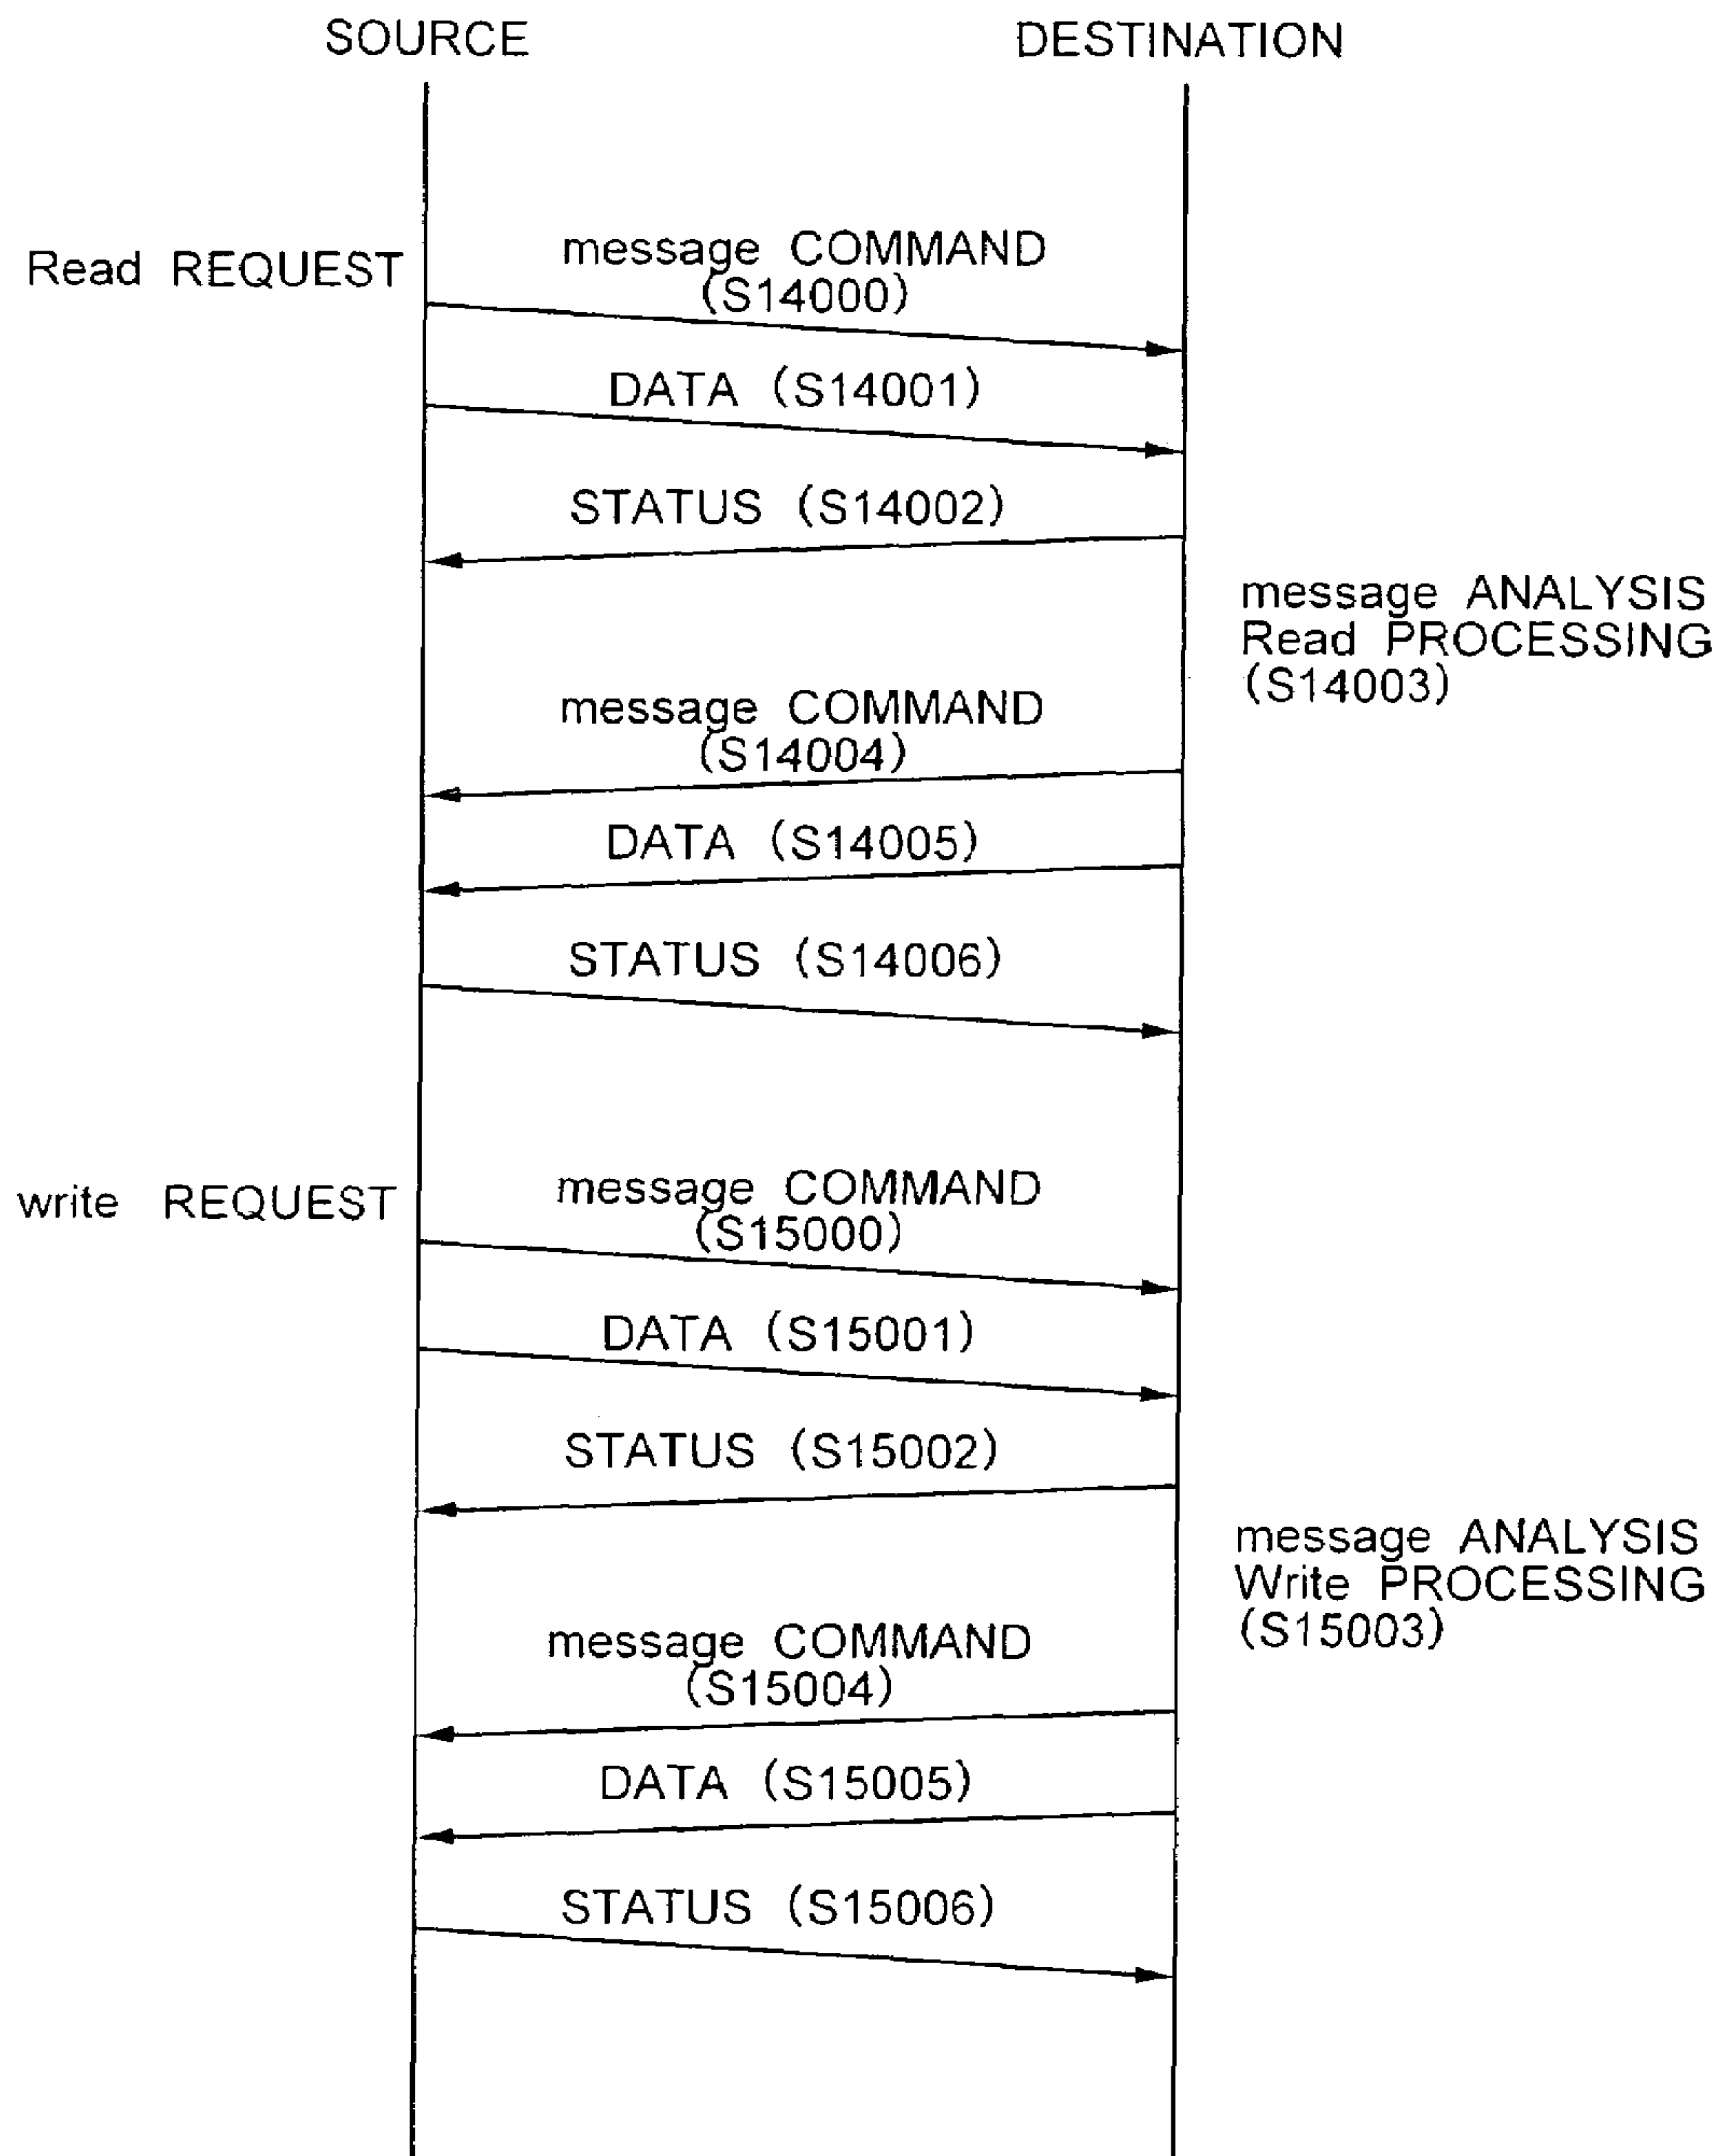 SOURCE
DESTINATION
Read REQUEST
message COMMAND
(S14000)
DATA (S14001)
STATUS (S14002)
message ANALYSIS
Read PROCESSING
(S14003)
message COMMAND
(S14004)
DATA (S14005)
STATUS (S14006)
write REQUEST
message COMMAND
(S15000)
DATA (S15001)
STATUS (S15002)
message ANALYSIS
Write PROCESSING
(S15003)
message COMMAND
(S15004)
DATA (S15005)
STATUS (S15006)